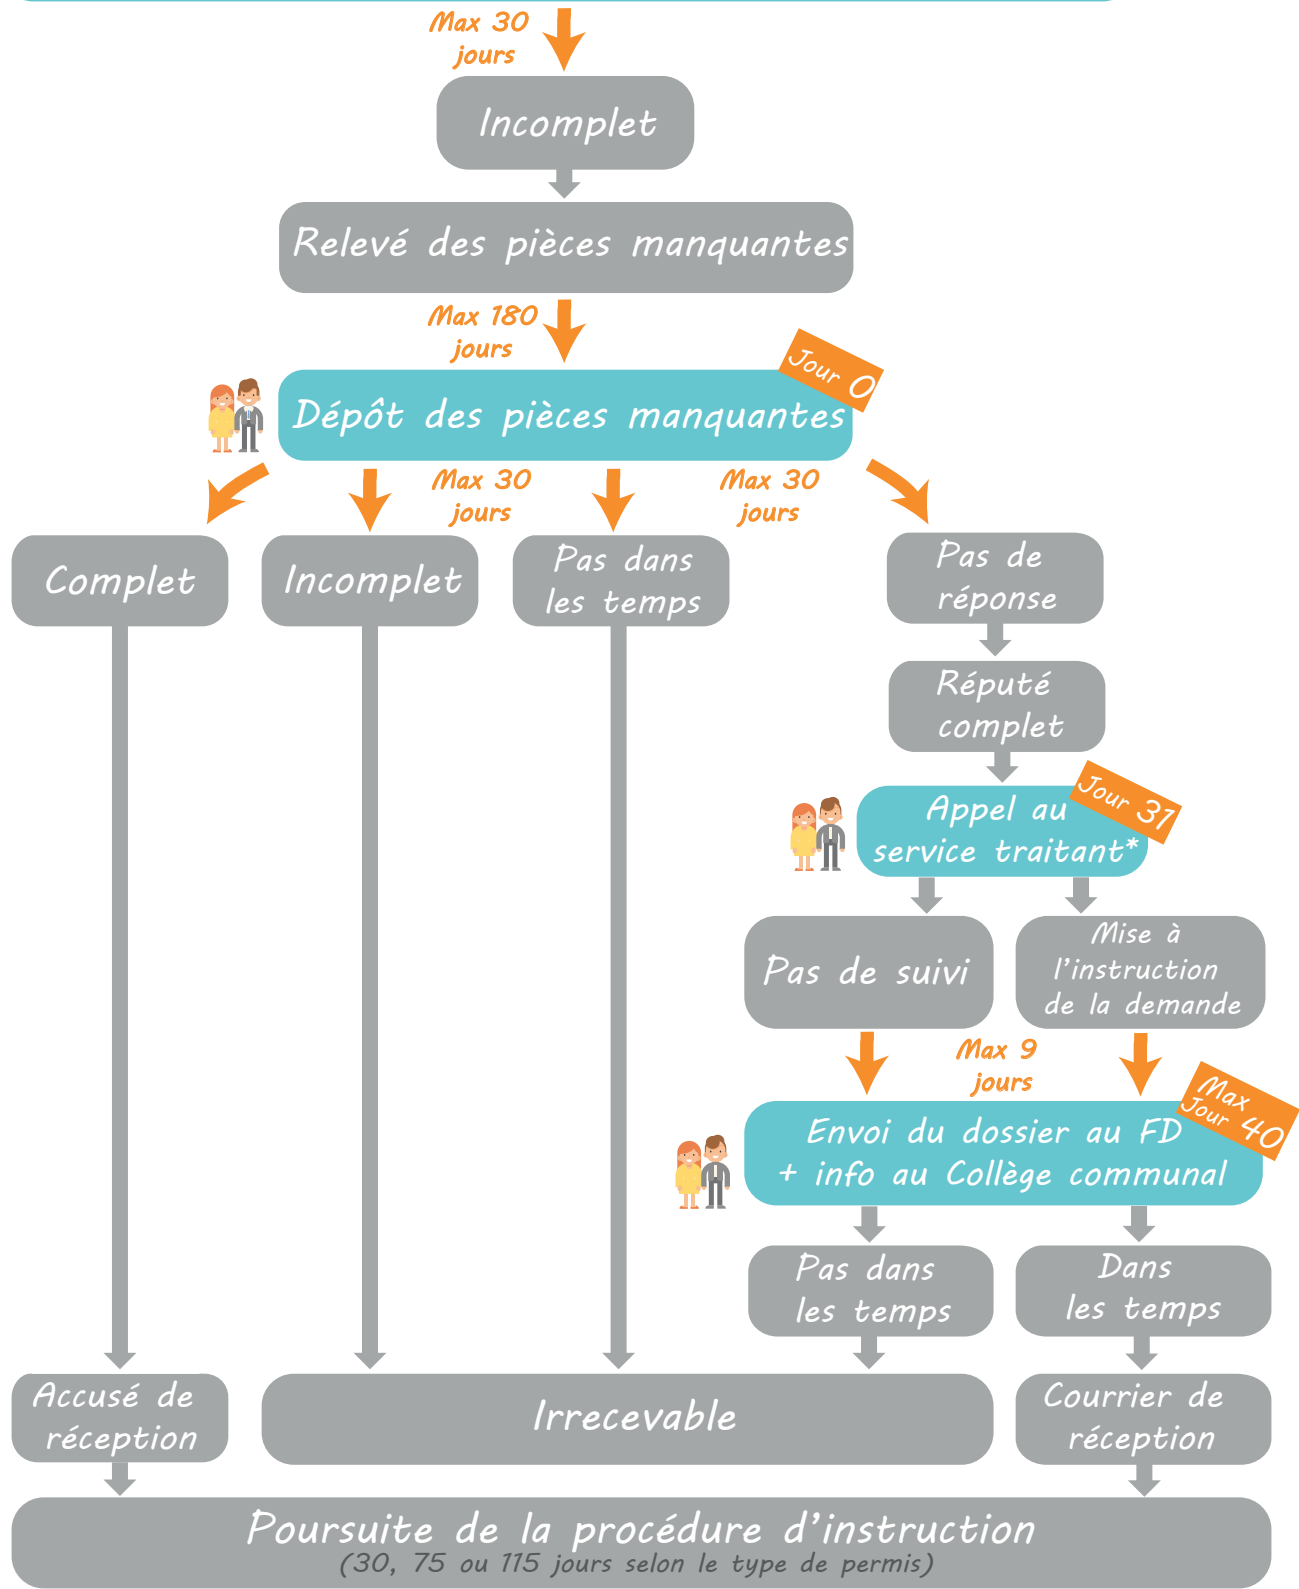 Max 30
jours
Incomplet
Relevé des pièces manquantes
Max 180
jours
Jour 0
Dépôt des pièces manquantes
Max 30
jours
Max 30
jours
Complet
Incomplet
Pas dans
les temps
Pas de
réponse
Réputé
complet
Jour 31
Appel au
service traitant*
Pas de suivi
Mise à
l'instruction
de la demande
Max 9
jours
Max
Jour 40
Envoi du dossier au FD
+ info au Collège communal
Pas dans
les temps
Dans
les temps
Accusé de
réception
Irrecevable
Courrier de
réception
Poursuite de la procédure d'instruction
(30, 75 ou 115 jours selon le type de permis)